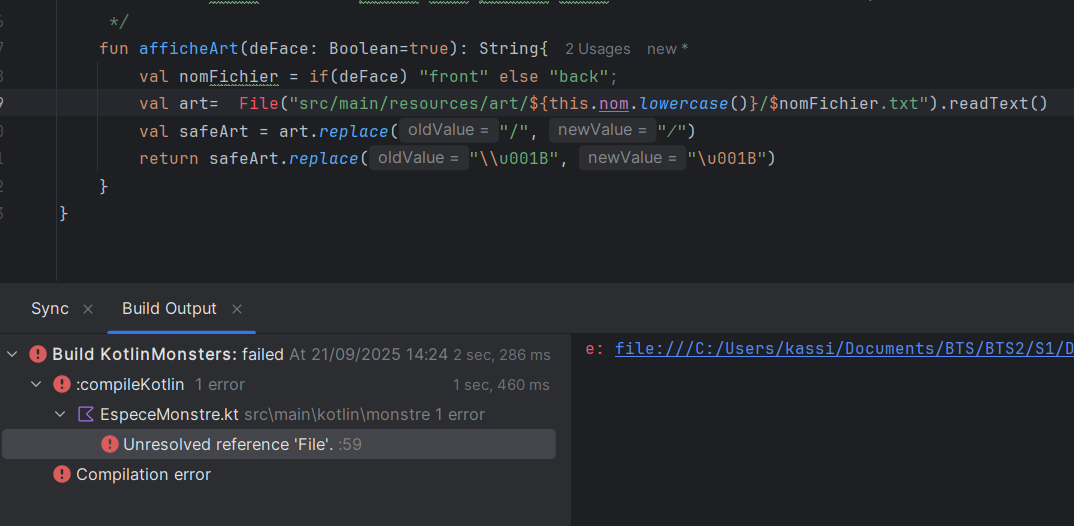 */
fun afficheArt(deFace: Boolean=true): String{ 2 Usages new *
val nomFichier = if(deFace) "front" else "back";
val art= File("src/main/resources/art/${this.nom.lowercase()}/$nomFichier.txt").readText()
val safeArt = art.replace( oldValue = "/", newValue = "∕")
return safeArt.replace( oldValue = "\\u001B", newValue = "\u001B")
}
}
Sync ×
Build Output ×
Build KotlinMonsters: failed At 21/09/2025 14:24 2 sec, 286 ms
:compileKotlin 1 error 1 sec, 460 ms
EspeceMonstre.kt src\main\kotlin\monstre 1 error
Unresolved reference 'File'. :59
Compilation error
e: file:///C:/Users/kassi/Documents/BTS/BTS2/S1/D